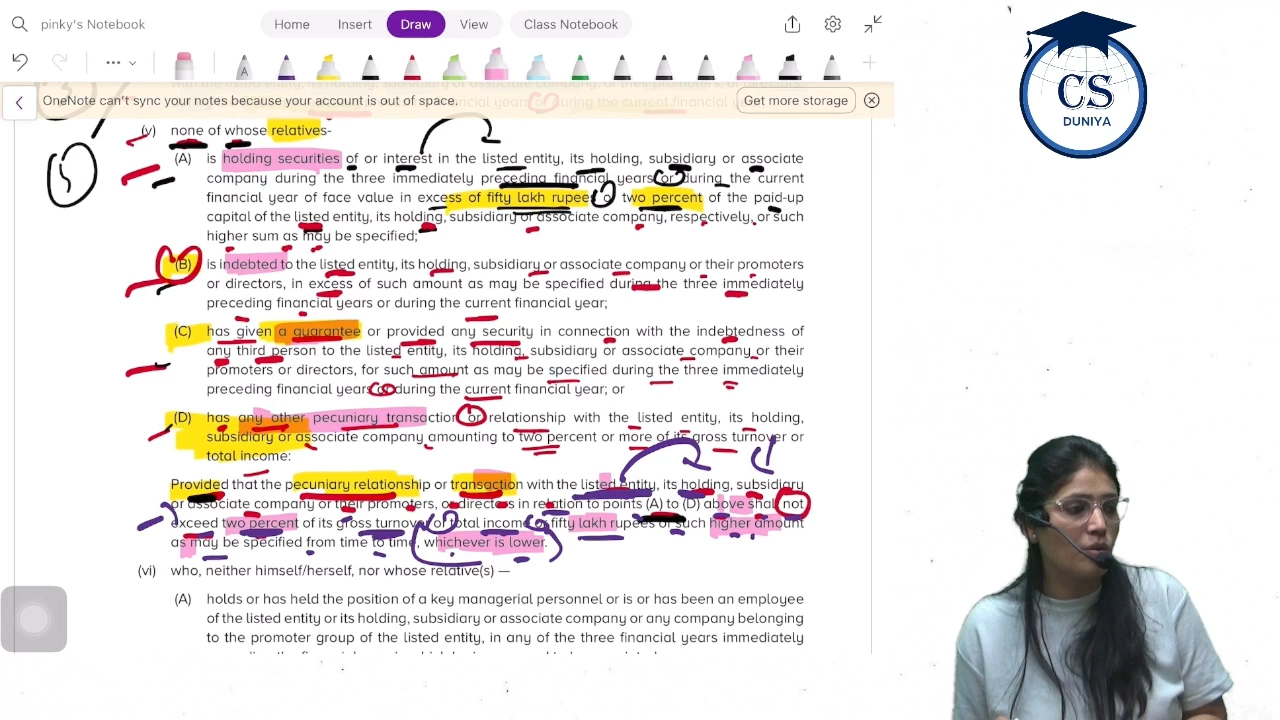 pinky's Notebook
Home Insert Draw View Class Notebook
OneNote can't sync your notes because your account is out of space.
Get more storage
CS
DUNIYA
(v) none of whose relatives-
(A) is holding securities of or interest in the listed entity, its holding, subsidiary or associate
company during the three immediately preceding financial years or during the current
financial year of face value in excess of fifty lakh rupees or two percent of the paid-up
capital of the listed entity, its holding, subsidiary or associate company, respectively, or such
higher sum as may be specified;
(B) is indebted to the listed entity, its holding, subsidiary or associate company or their promoters
or directors, in excess of such amount as may be specified during the three immediately
preceding financial years or during the current financial year;
(C) has given a guarantee or provided any security in connection with the indebtedness of
any third person to the listed entity, its holding, subsidiary or associate company or their
promoters or directors, for such amount as may be specified during the three immediately
preceding financial years or during the current financial year; or
(D) has any other pecuniary transaction or relationship with the listed entity, its holding,
subsidiary or associate company amounting to two percent or more of its gross turnover or
total income:
Provided that the pecuniary relationship or transaction with the listed entity, its holding, subsidiary
or associate company or their promoters, or directors in relation to points (A) to (D) above shall not
exceed two percent of its gross turnover or total income or fifty lakh rupees or such higher amount
as may be specified from time to time, whichever is lower.
(vi) who, neither himself/herself, nor whose relative(s) —
(A) holds or has held the position of a key managerial personnel or is or has been an employee
of the listed entity or its holding, subsidiary or associate company or any company belonging
to the promoter group of the listed entity, in any of the three financial years immediately